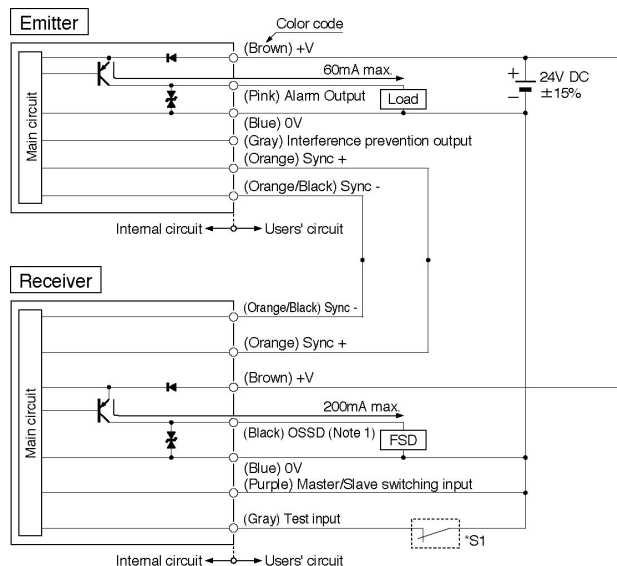 Emitter
Color code
(Brown) +V
60mA max.
(Pink) Alarm Output
Load
+
−
24V DC
±15%
Main circuit
(Blue) 0V
(Gray) Interference prevention output
(Orange) Sync +
(Orange/Black) Sync -
Internal circuit
Users' circuit
Receiver
(Orange/Black) Sync -
(Orange) Sync +
(Brown) +V
200mA max.
(Black) OSSD (Note 1)
FSD
Main circuit
(Blue) 0V
(Purple) Master/Slave switching input
(Gray) Test input
*S1
Internal circuit
Users' circuit